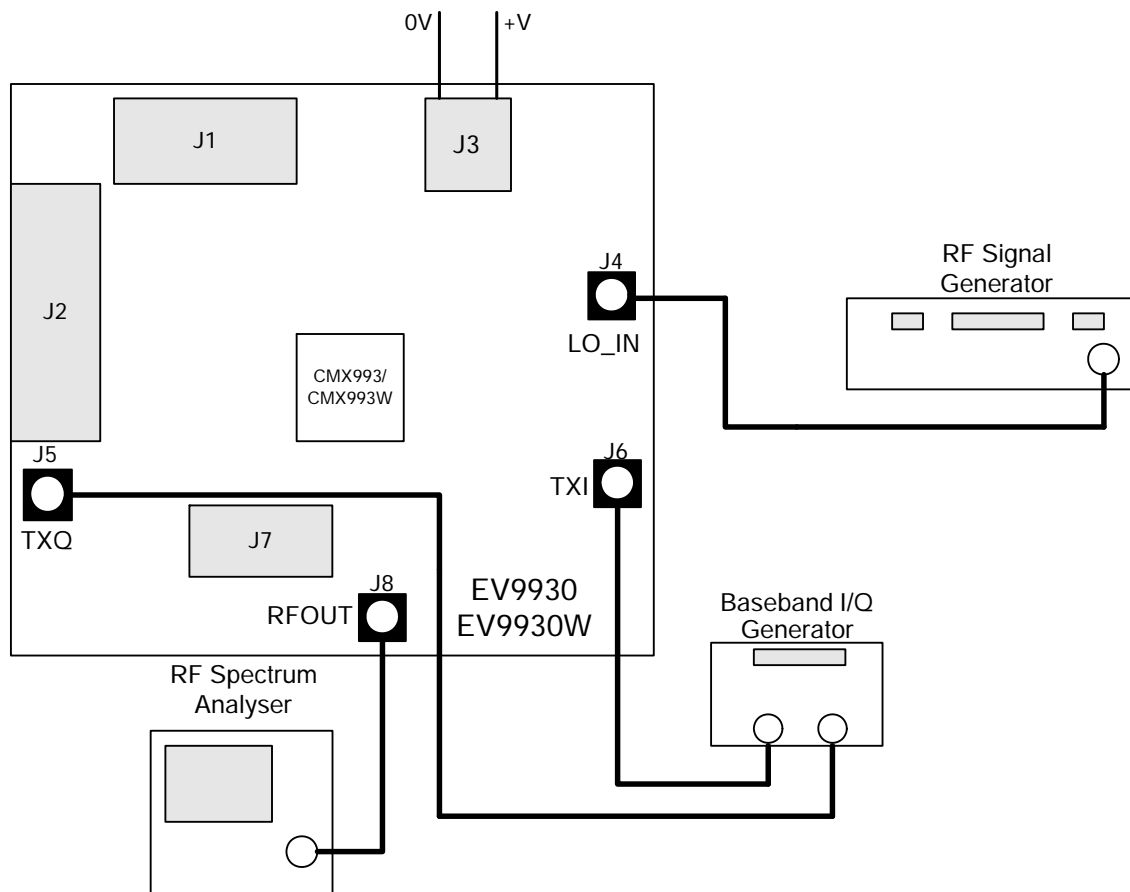 0V
+V
J1
J3
J4
RF Signal
Generator
J2
LO_IN
CMX993/
CMX993W
J5
J6
TXI
TXQ
J7
J8
RFOUT
EV9930
EV9930W
Baseband I/Q
Generator
RF Spectrum
Analyser